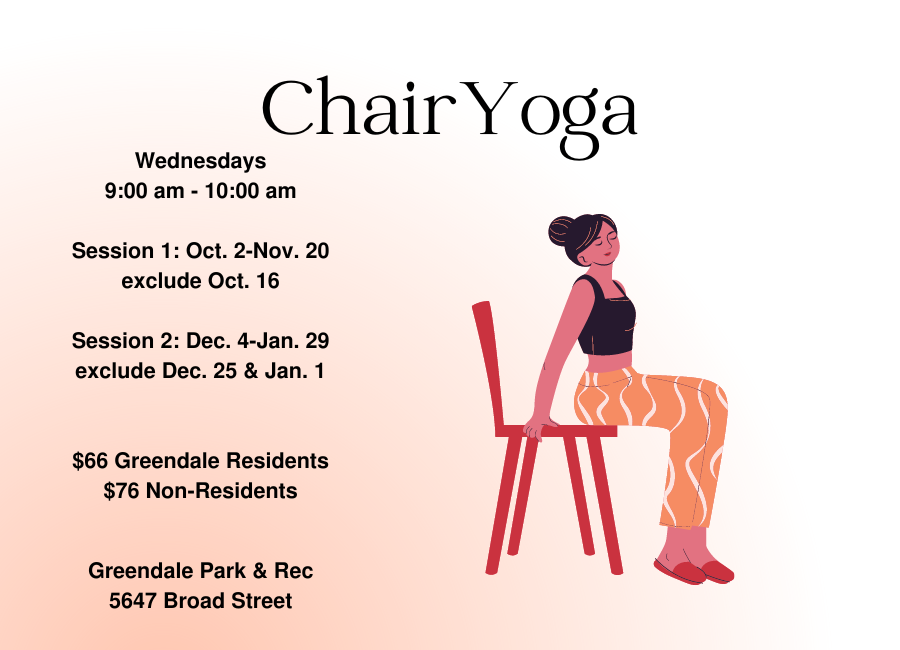 Chair Yoga
Wednesdays
9:00 am - 10:00 am
Session 1: Oct. 2-Nov. 20
exclude Oct. 16
Session 2: Dec. 4-Jan. 29
exclude Dec. 25 & Jan. 1
$66 Greendale Residents
$76 Non-Residents
Greendale Park & Rec
5647 Broad Street